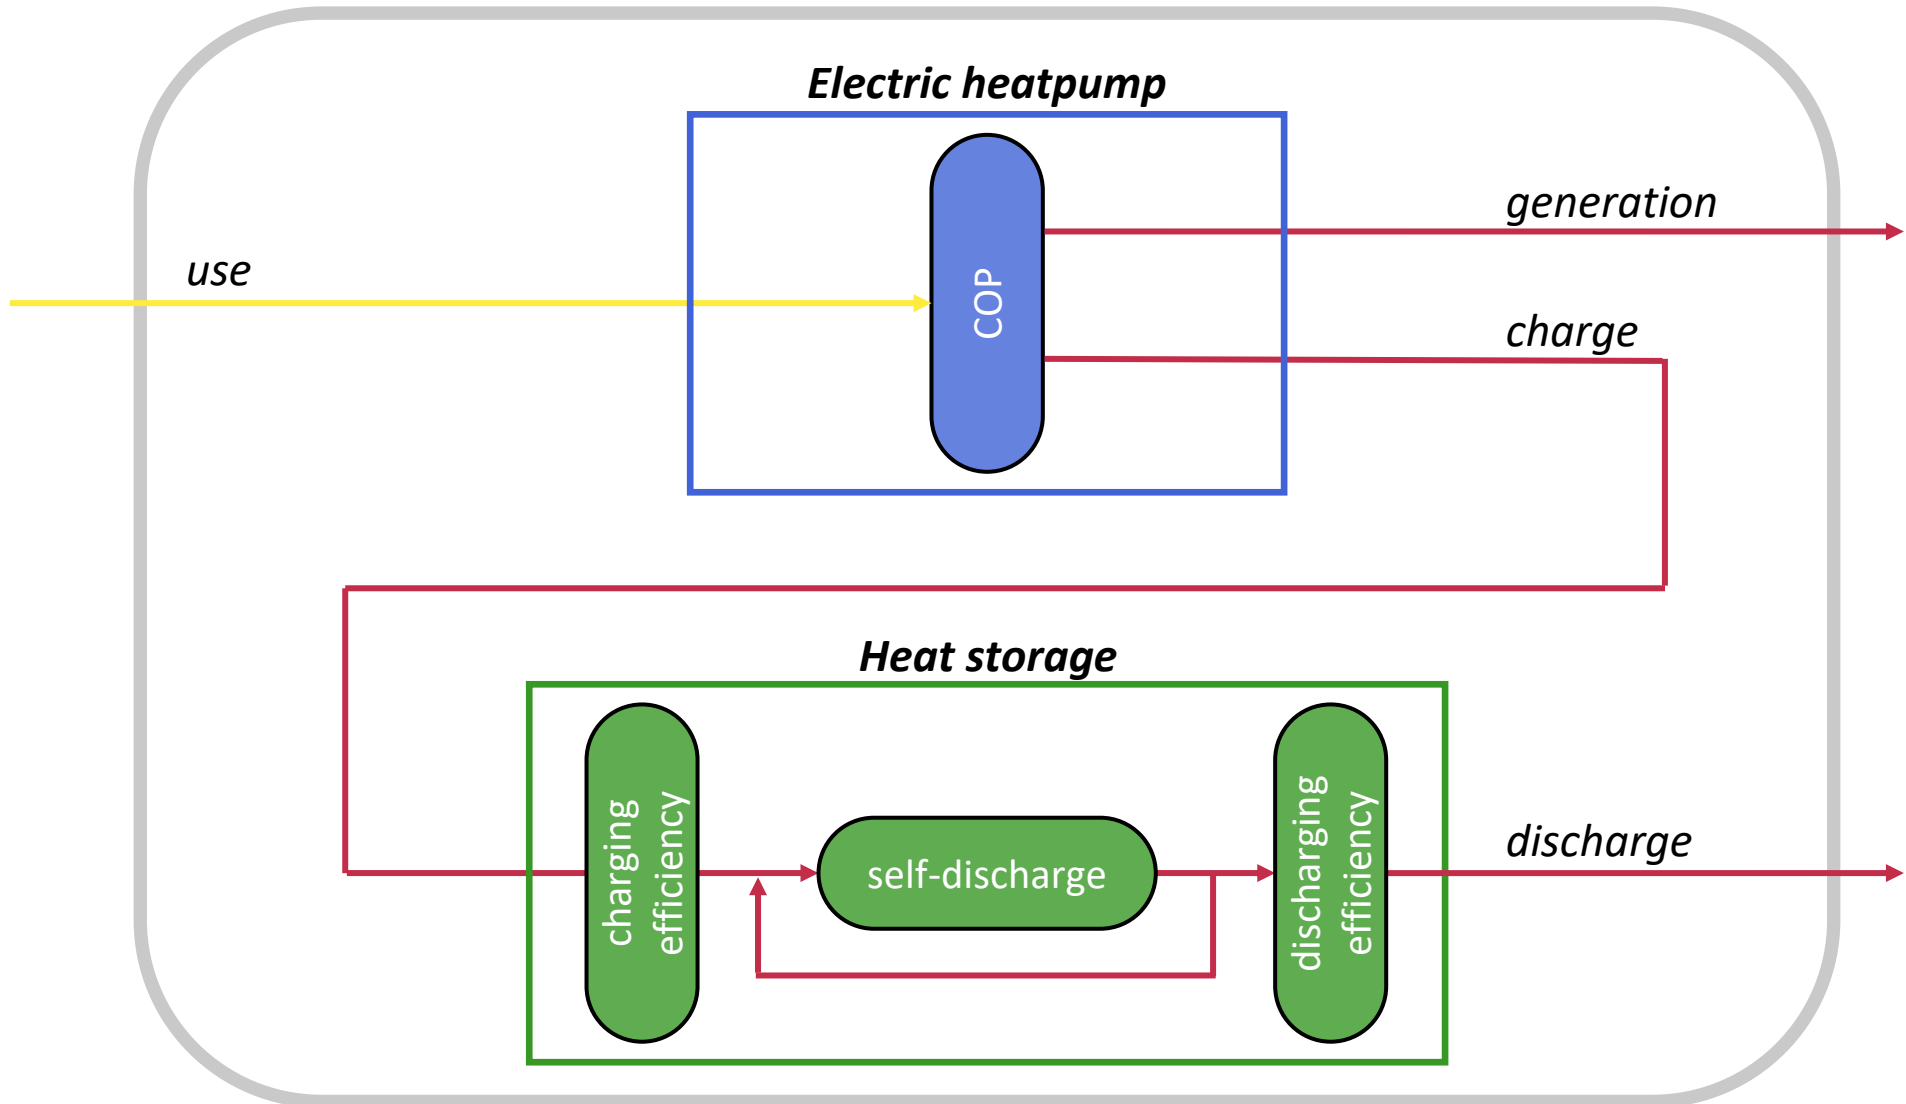 Electric heatpump
generation
use
COP
charge
Heat storage
charging
efficiency
self-discharge
discharging
efficiency
discharge